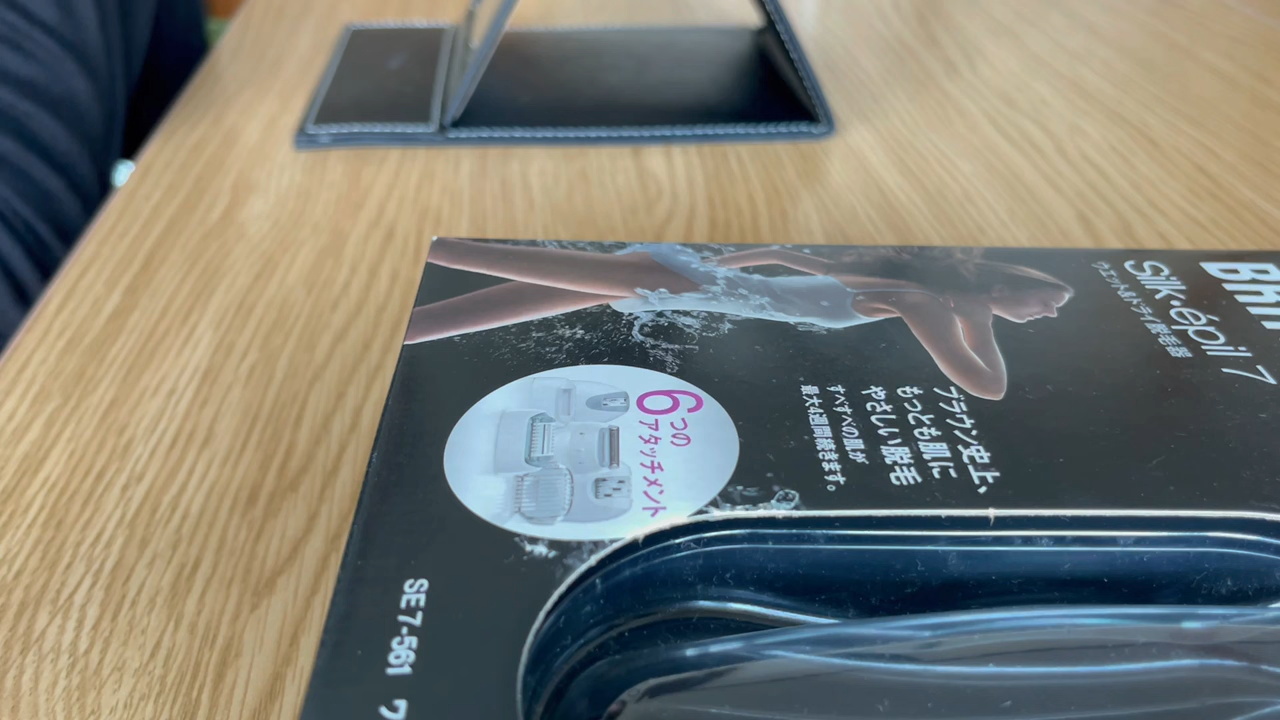 Silk·épil 7
ウエット&ドライ脱毛器
ブラウン史上、
もっとも肌に
やさしい脱毛
すべすべの肌が
最大4週間続きます。
6つの
アタッチメント
SE7-561